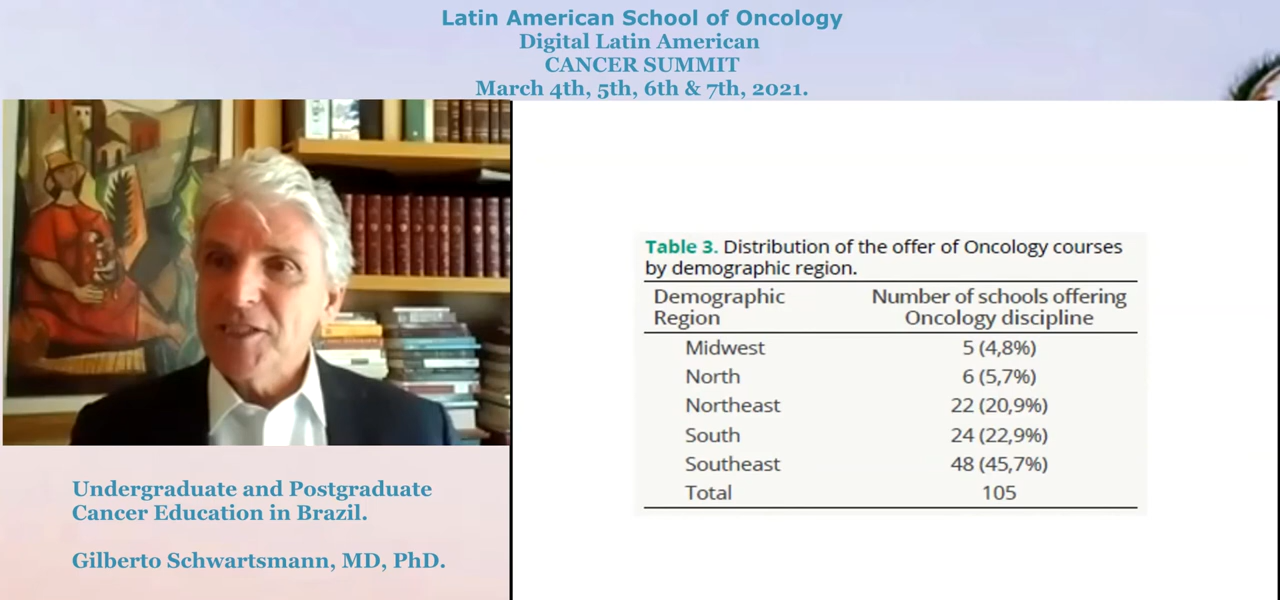 Latin American School of Oncology
Digital Latin American
CANCER SUMMIT
March 4th, 5th, 6th & 7th, 2021.
Undergraduate and Postgraduate
Cancer Education in Brazil.
Gilberto Schwartsmann, MD, PhD.
Table 3. Distribution of the offer of Oncology courses
by demographic region.
Demographic Region Number of schools offering Oncology discipline
Midwest 5 (4,8%)
North 6 (5,7%)
Northeast 22 (20,9%)
South 24 (22,9%)
Southeast 48 (45,7%)
Total 105